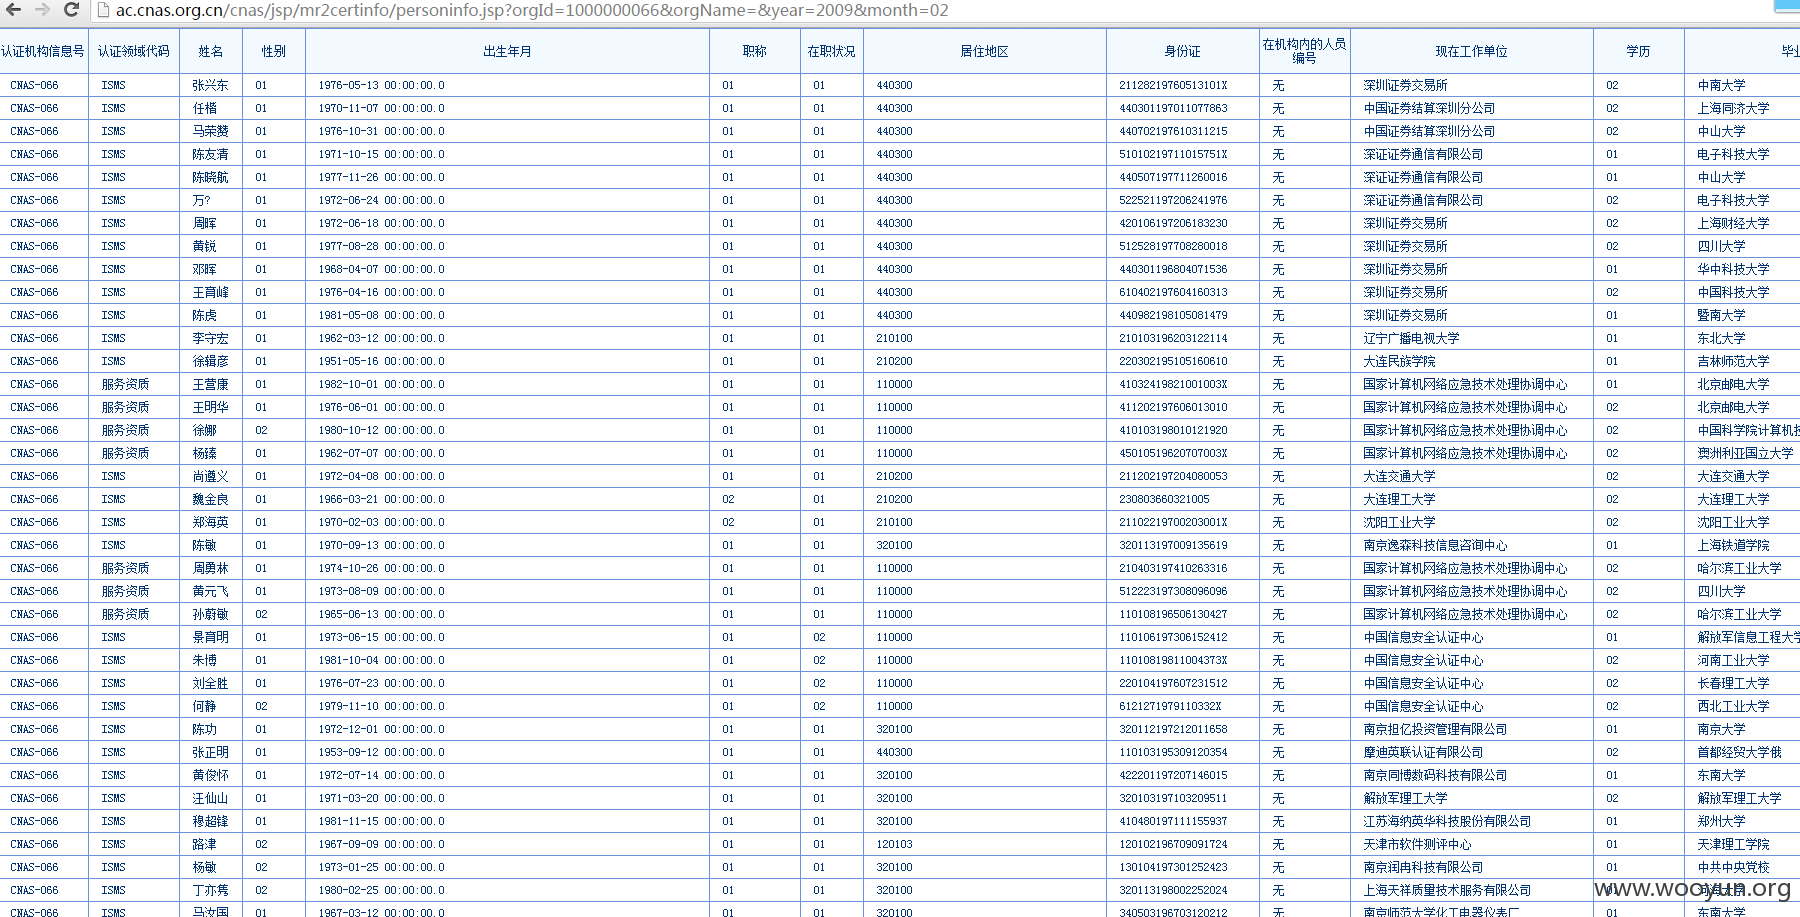 ac.cnas.org.cn/cnas/jsp/mr2certinfo/personinfo.jsp?orgId=1000000066&orgName=&year=2009&month=02
认证机构信息号 认证领域代码 姓名 性别 出生年月 职称 在职状况 居住地区 身份证 在机构内的人员编号 现在工作单位 学历 毕业
CNAS-066 ISMS 张兴东 01 1976-05-13 00:00:00.0 01 01 440300 21128219760513101X 无 深圳证券交易所 02 中南大学
CNAS-066 ISMS 任楷 01 1970-11-07 00:00:00.0 01 01 440300 440301197011077863 无 中国证券结算深圳分公司 02 上海同济大学
CNAS-066 ISMS 马荣赞 01 1976-10-31 00:00:00.0 01 01 440300 440702197610311215 无 中国证券结算深圳分公司 02 中山大学
CNAS-066 ISMS 陈友清 01 1971-10-15 00:00:00.0 01 01 440300 51010219711015751X 无 深证证券通信有限公司 01 电子科技大学
CNAS-066 ISMS 陈晓航 01 1977-11-26 00:00:00.0 01 01 440300 440507197711260016 无 深证证券通信有限公司 01 中山大学
CNAS-066 ISMS 万? 01 1972-06-24 00:00:00.0 01 01 440300 522521197206241976 无 深证证券通信有限公司 02 电子科技大学
CNAS-066 ISMS 周晖 01 1972-06-18 00:00:00.0 01 01 440300 420106197206183230 无 深圳证券交易所 02 上海财经大学
CNAS-066 ISMS 黄锐 01 1977-08-28 00:00:00.0 01 01 440300 512528197708280018 无 深圳证券交易所 02 四川大学
CNAS-066 ISMS 邓晖 01 1968-04-07 00:00:00.0 01 01 440300 440301196804071536 无 深圳证券交易所 01 华中科技大学
CNAS-066 ISMS 王育峰 01 1976-04-16 00:00:00.0 01 01 440300 610402197604160313 无 深圳证券交易所 02 中国科技大学
CNAS-066 ISMS 陈虎 01 1981-05-08 00:00:00.0 01 01 440300 440982198105081479 无 深圳证券交易所 01 暨南大学
CNAS-066 ISMS 李守宏 01 1962-03-12 00:00:00.0 01 01 210100 210103196203122114 无 辽宁广播电视大学 01 东北大学
CNAS-066 ISMS 徐辑彦 01 1951-05-16 00:00:00.0 01 01 210200 220302195105160610 无 大连民族学院 01 吉林师范大学
CNAS-066 服务资质 王营康 01 1982-10-01 00:00:00.0 01 01 110000 41032419821001003X 无 国家计算机网络应急技术处理协调中心 01 北京邮电大学
CNAS-066 服务资质 王明华 01 1976-06-01 00:00:00.0 01 01 110000 411202197606013010 无 国家计算机网络应急技术处理协调中心 02 北京邮电大学
CNAS-066 服务资质 徐娜 02 1980-10-12 00:00:00.0 01 01 110000 410103198010121920 无 国家计算机网络应急技术处理协调中心 02 中国科学院计算机技
CNAS-066 服务资质 杨臻 01 1962-07-07 00:00:00.0 01 01 110000 45010519620707003X 无 国家计算机网络应急技术处理协调中心 02 澳洲利亚国立大学
CNAS-066 ISMS 尚遵义 01 1972-04-08 00:00:00.0 01 01 210200 211202197204080053 无 大连交通大学 02 大连交通大学
CNAS-066 ISMS 魏金良 01 1966-03-21 00:00:00.0 02 01 210200 230803660321005 无 大连理工大学 02 大连理工大学
CNAS-066 ISMS 郑海英 01 1970-02-03 00:00:00.0 02 01 210100 21102219700203001X 无 沈阳工业大学 02 沈阳工业大学
CNAS-066 ISMS 陈敏 01 1970-09-13 00:00:00.0 01 01 320100 320113197009135619 无 南京逸森科技信息咨询中心 01 上海铁道学院
CNAS-066 服务资质 周勇林 01 1974-10-26 00:00:00.0 01 01 110000 210403197410263316 无 国家计算机网络应急技术处理协调中心 02 哈尔滨工业大学
CNAS-066 服务资质 黄元飞 01 1973-08-09 00:00:00.0 01 01 110000 512223197308096096 无 国家计算机网络应急技术处理协调中心 02 四川大学
CNAS-066 服务资质 孙蔚敏 02 1965-06-13 00:00:00.0 01 01 110000 110108196506130427 无 国家计算机网络应急技术处理协调中心 02 哈尔滨工业大学
CNAS-066 ISMS 景育明 01 1973-06-15 00:00:00.0 01 02 110000 110106197306152412 无 中国信息安全认证中心 01 解放军信息工程大学
CNAS-066 ISMS 朱博 01 1981-10-04 00:00:00.0 01 02 110000 11010819811004373X 无 中国信息安全认证中心 02 河南工业大学
CNAS-066 ISMS 刘全胜 01 1976-07-23 00:00:00.0 01 02 110000 220104197607231512 无 中国信息安全认证中心 02 长春理工大学
CNAS-066 ISMS 何静 02 1979-11-10 00:00:00.0 01 02 110000 6121271979110332X 无 中国信息安全认证中心 02 西北工业大学
CNAS-066 ISMS 陈功 01 1972-12-01 00:00:00.0 01 01 320100 320112197212011658 无 南京担亿投资管理有限公司 01 南京大学
CNAS-066 ISMS 张正明 01 1953-09-12 00:00:00.0 01 01 440300 110103195309120354 无 摩迪英联认证有限公司 02 首都经贸大学俄
CNAS-066 ISMS 黄俊怀 01 1972-07-14 00:00:00.0 01 01 320100 422201197207146015 无 南京同博数码科技有限公司 01 东南大学
CNAS-066 ISMS 汪仙山 01 1971-03-20 00:00:00.0 01 01 320100 320103197103209511 无 解放军理工大学 02 解放军理工大学
CNAS-066 ISMS 穆超锋 01 1981-11-15 00:00:00.0 01 01 320100 410480197111155937 无 江苏海纳英华科技股份有限公司 01 郑州大学
CNAS-066 ISMS 路津 02 1967-09-09 00:00:00.0 01 01 120103 120102196709091724 无 天津市软件测评中心 01 天津理工学院
CNAS-066 ISMS 杨敏 02 1973-01-25 00:00:00.0 01 01 320100 130104197301252423 无 南京润冉科技有限公司 01 中共中央党校
CNAS-066 ISMS 丁亦隽 02 1980-02-25 00:00:00.0 01 01 320100 320113198002252024 无 上海天祥质量技术服务有限公司
CNAS-066 ISMS 马汝国 01 1967-03-12 00:00:00.0 01 01 320100 340503196703120212 无 南京师范大学化工电器仪表厂 01 东南大学
www.wooyun.org